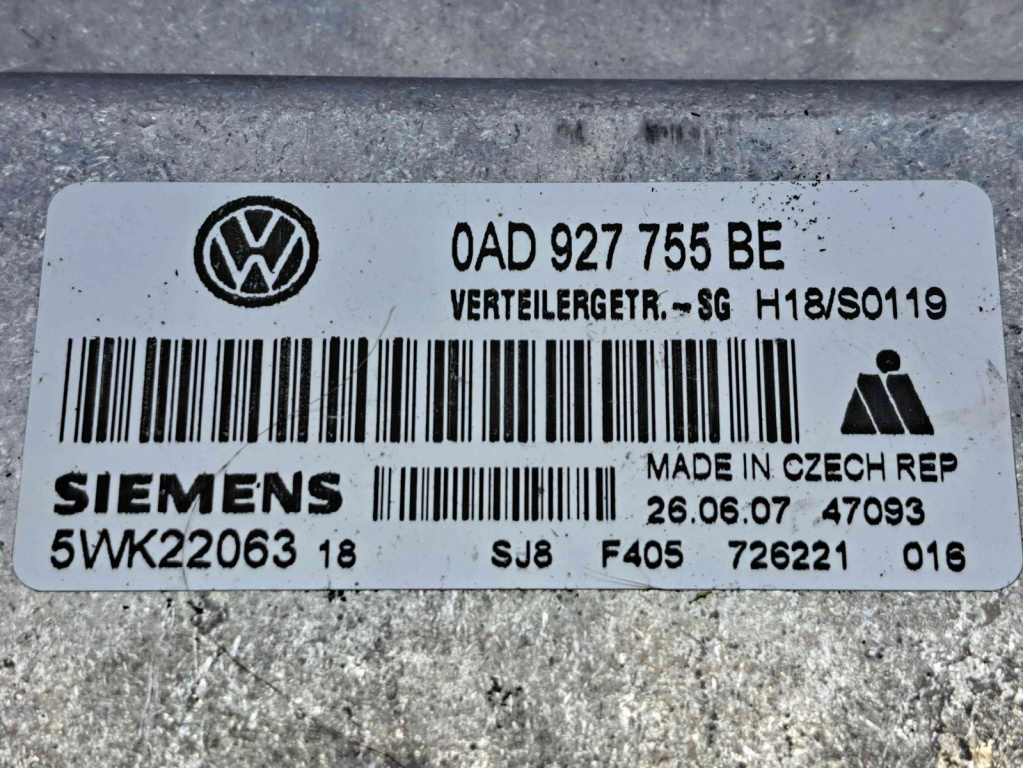 0AD 927 755 BE
VERTEILERGETR.-SG H18/S0119
MADE IN CZECH REP
SIEMENS
26.06.07 47093
5WK22063 18 SJ8 F405 726221 016